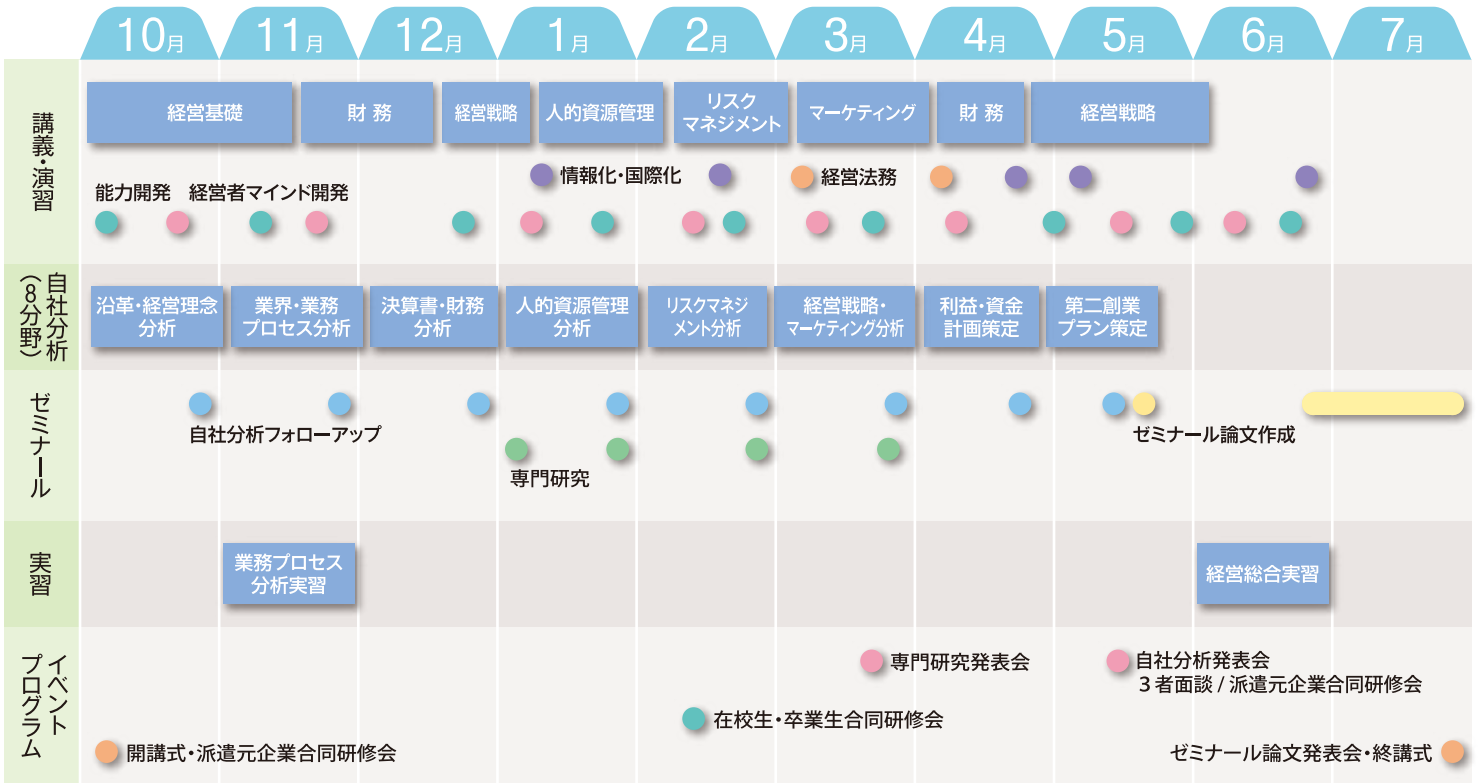 10月 11月 12月 1月 2月 3月 4月 5月 6月 7月
講義・演習
経営基礎
財務
経営戦略
人的資源管理
リスク
マネジメント
マーケティング
財務
経営戦略
情報化・国際化
経営法務
能力開発
経営者マインド開発
自社分析
（8分野）
沿革・経営理念
分析
業界・業務
プロセス分析
決算書・財務
分析
人的資源管理
分析
リスクマネジ
メント分析
経営戦略・
マーケティング分析
利益・資金
計画策定
第二創業
プラン策定
ゼミナール
自社分析フォローアップ
ゼミナール論文作成
専門研究
実習
業務プロセス
分析実習
経営総合実習
イベント
プログラム
専門研究発表会
自社分析発表会
３者面談 / 派遣元企業合同研修会
在校生・卒業生合同研修会
開講式・派遣元企業合同研修会
ゼミナール論文発表会・終講式